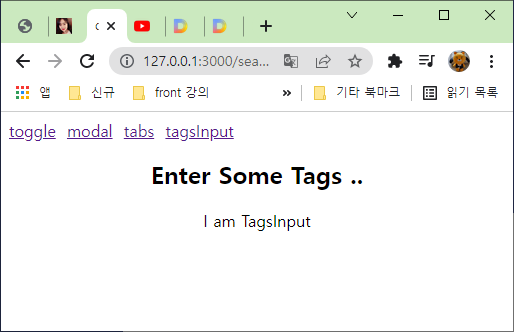 127.0.0.1:3000/sea...
앱 신규 front 강의 » 기타 북마크 읽기 목록
toggle modal tabs tagsInput
Enter Some Tags ..
I am TagsInput